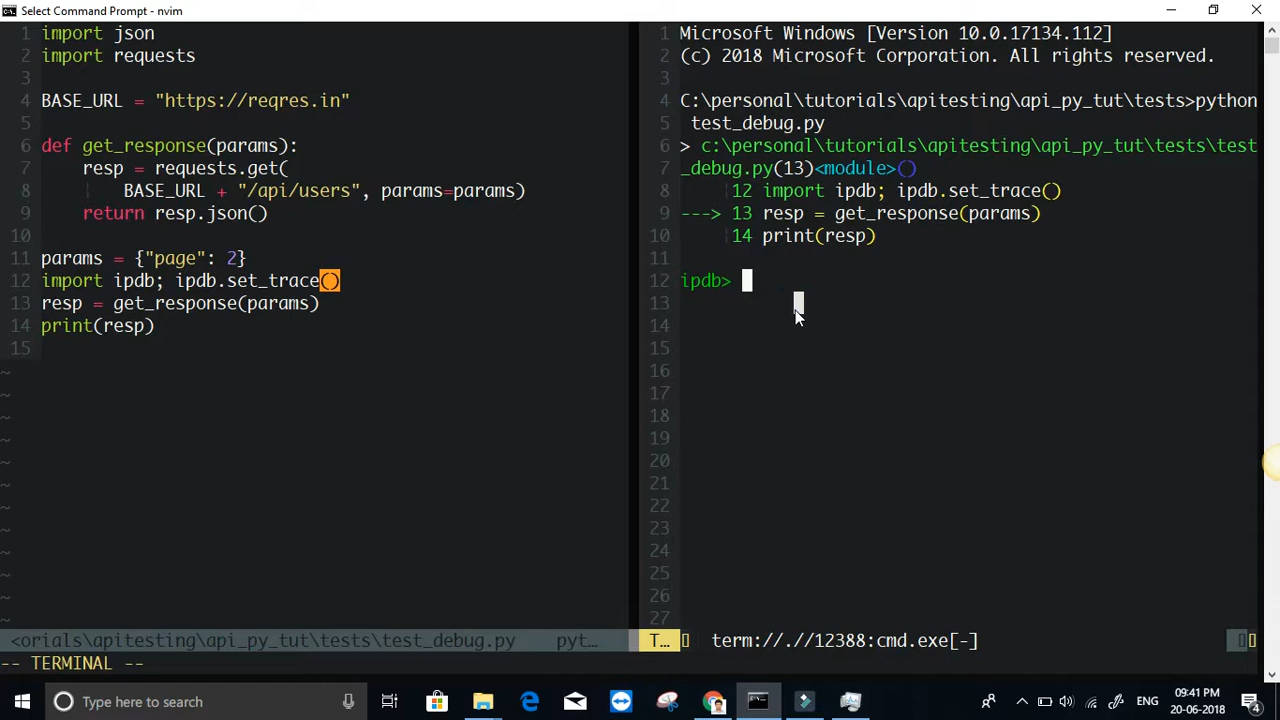 Select Command Prompt - nvim
1 import json
2 import requests
3
4 BASE_URL = "https://reqres.in"
5
6 def get_response(params):
7     resp = requests.get(
8         BASE_URL + "/api/users", params=params)
9     return resp.json()
10
11 params = {"page": 2}
12 import ipdb; ipdb.set_trace()
13 resp = get_response(params)
14 print(resp)
15
~
~
~
~
~
~
~
~
~
~
~
~
<orials\apitesting\api_py_tut\tests\test_debug.py    pyt…
1 Microsoft Windows [Version 10.0.17134.112]
2 (c) 2018 Microsoft Corporation. All rights reserved.
3
4 C:\personal\tutorials\apitesting\api_py_tut\tests>python
5  test_debug.py
6 > c:\personal\tutorials\apitesting\api_py_tut\tests\test
7 _debug.py(13)<module>()
8      12 import ipdb; ipdb.set_trace()
9 ---> 13 resp = get_response(params)
10      14 print(resp)
11
12 ipdb>
13
14
15
16
17
18
19
20
21
22
23
24
25
26
27
T… term://.//12388:cmd.exe[-]
-- TERMINAL --
Type here to search
ENG
09:41 PM
20-06-2018
4